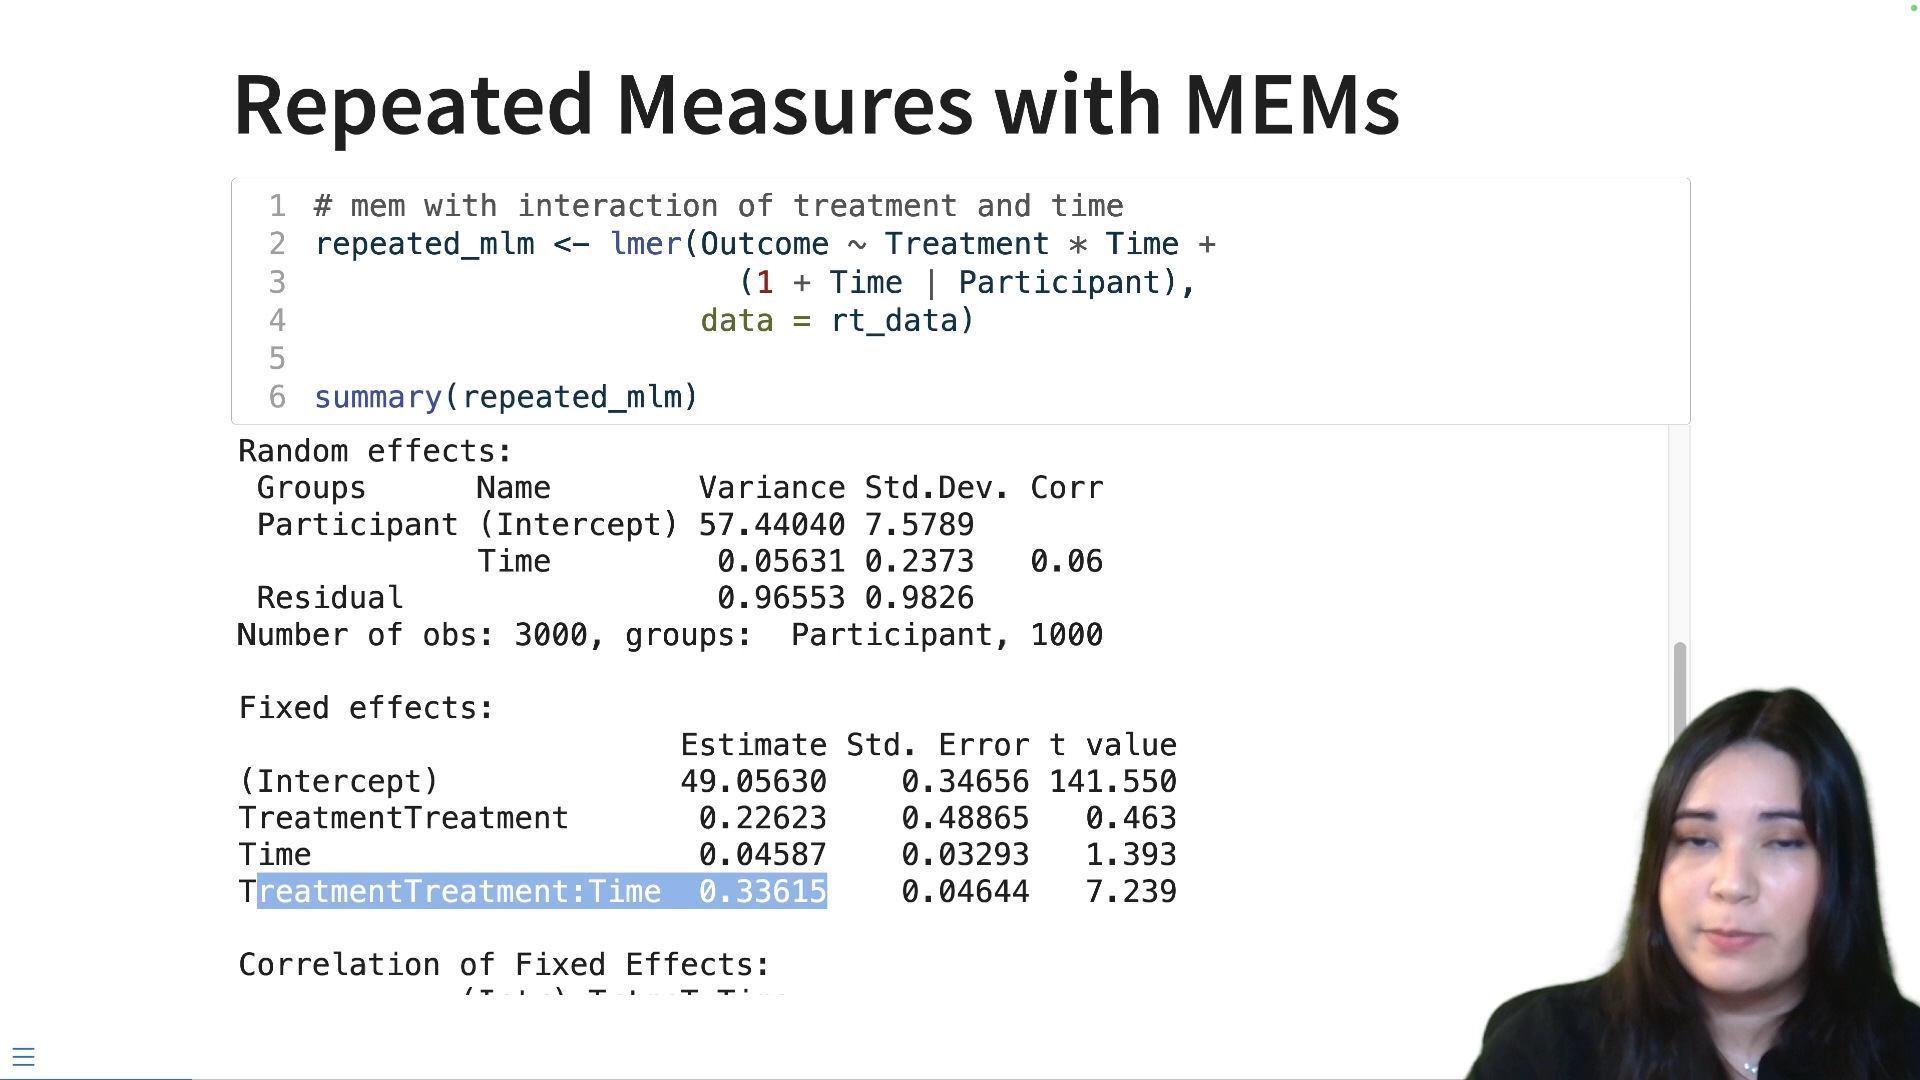 Repeated Measures with MEMs
1 # mem with interaction of treatment and time
2 repeated_mlm <- lmer(Outcome ~ Treatment * Time +
3 (1 + Time | Participant),
4 data = rt_data)
5
6 summary(repeated_mlm)
Random effects:
Groups Name Variance Std.Dev. Corr
Participant (Intercept) 57.44040 7.5789
Time 0.05631 0.2373 0.06
Residual 0.96553 0.9826
Number of obs: 3000, groups: Participant, 1000
Fixed effects:
Estimate Std. Error t value
(Intercept) 49.05630 0.34656 141.550
TreatmentTreatment 0.22623 0.48865 0.463
Time 0.04587 0.03293 1.393
TreatmentTreatment:Time 0.33615 0.04644 7.239
Correlation of Fixed Effects: